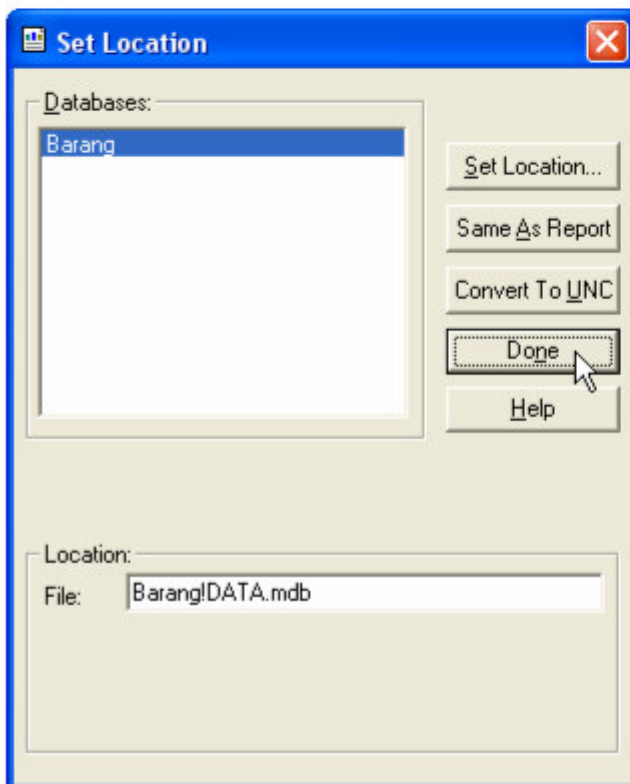 Set Location
Databases:
Barang
Set Location...
Same As Report
Convert To UNC
Done
Help
Location:
File: Barang!DATA.mdb